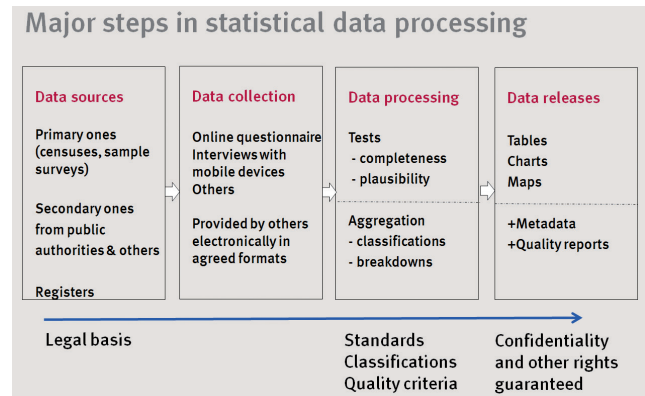 Major steps in statistical data processing
Data sources
Primary ones
(censuses, sample
surveys)
Secondary ones
from public
authorities & others
Registers
Data collection
Online questionnaire
Interviews with
mobile devices
Others
Provided by others
electronically in
agreed formats
Data processing
Tests
- completeness
- plausibility
Aggregation
- classifications
- breakdowns
Data releases
Tables
Charts
Maps
+Metadata
+Quality reports
Legal basis
Standards
Classifications
Quality criteria
Confidentiality
and other rights
guaranteed